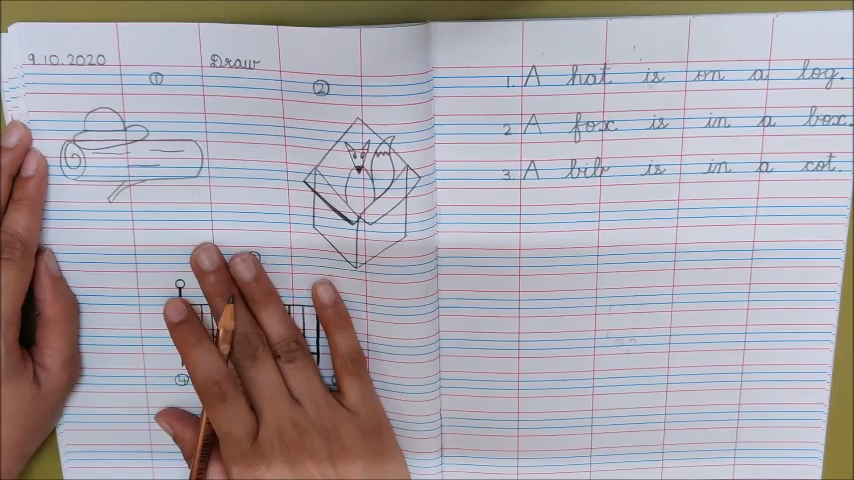 9.10.2020
Draw
①
②
1. A hat is on a log.
2 A fox is in a box.
3. A bib is in a cot.